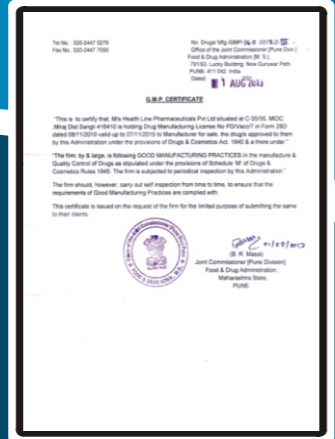 Tel No. : 020-2447 0276
Fax No. : 020-2447 7555
No. Drugs/ Mfg./GMP/
Office of the Joint Commissioner [Pune Divn.]
Food & Drug Administration [M. S.]
791/93, Lucky Building, Near Guruwar Peth
PUNE 411 042. India.
Dated:
1 AUG 2013
G.M.P. CERTIFICATE
"This is to certify that, M/s Health Line Pharmaceuticals Pvt Ltd situated at C-55/56, MIDC
,Miraj Dist Sangli 416410 is holding Drug Manufacturing License No in Form 28D
dated 08/11/2010 valid up to 07/11/2015 to Manufacturer for sale, the drug's approved to them
by this Administration under the provisions of Drugs & Cosmetics Act, 1940 & a there under."
"The firm, by & large, is following GOOD MANUFACTURING PRACTICES in the manufacture &
Quality Control of Drugs as stipulated under the provisions of Schedule 'M' of Drugs &
Cosmetics Rules 1945. The firm is subjected to periodical inspection by this Administration."
The firm should, however, carry out self inspection from time to time, to ensure that the
requirements of Good Manufacturing Practices are complied with.
This certificate is issued on the request of the firm for the limited purpose of submitting the same
to their clients
(B. R. Masal)
Joint Commissioner [Pune Division]
Food & Drug Administration,
Maharashtra State,
PUNE